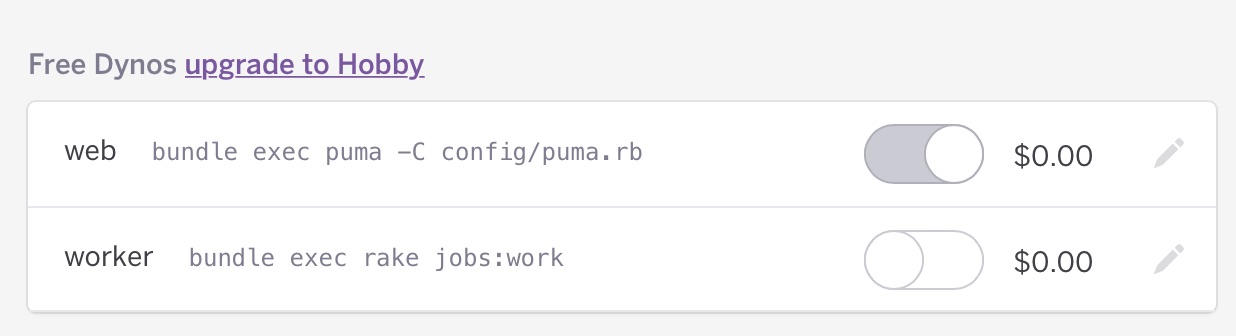 Free Dynos upgrade to Hobby
web bundle exec puma -C config/puma.rb $0.00
worker bundle exec rake jobs:work $0.00